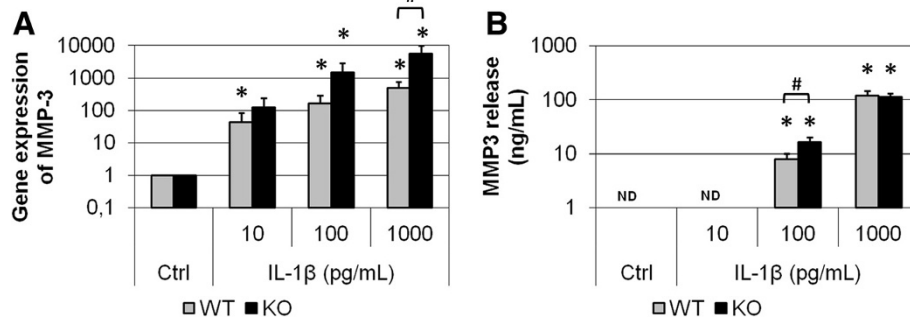 A
Gene expression
of MMP-3
#
10000
1000
100
10
1
0,1
*
*
*
*
*
10
100
1000
Ctrl
IL-1β (pg/mL)
WT
KO
B
MMP3 release
(ng/mL)
1000
100
10
1
ND
ND
#
* *
* *
10
100
1000
Ctrl
IL-1β (pg/mL)
WT
KO